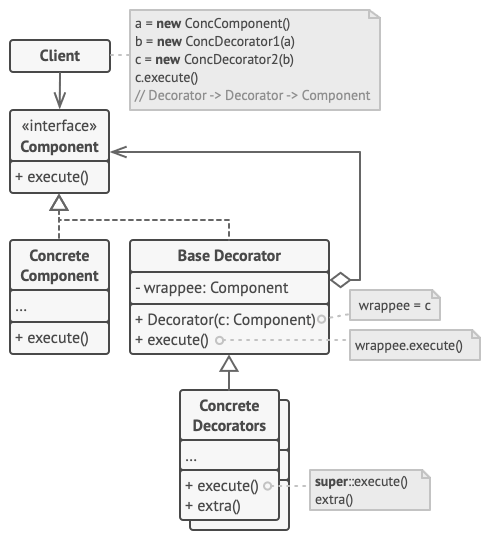 Client
a = new ConcComponent()
b = new ConcDecorator1(a)
c = new ConcDecorator2(b)
c.execute()
// Decorator -> Decorator -> Component
«interface»
Component
+ execute()
Concrete
Component
...
+ execute()
Base Decorator
- wrappee: Component
+ Decorator(c: Component)
+ execute()
wrappee = c
wrappee.execute()
Concrete
Decorators
...
+ execute()
+ extra()
super::execute()
extra()